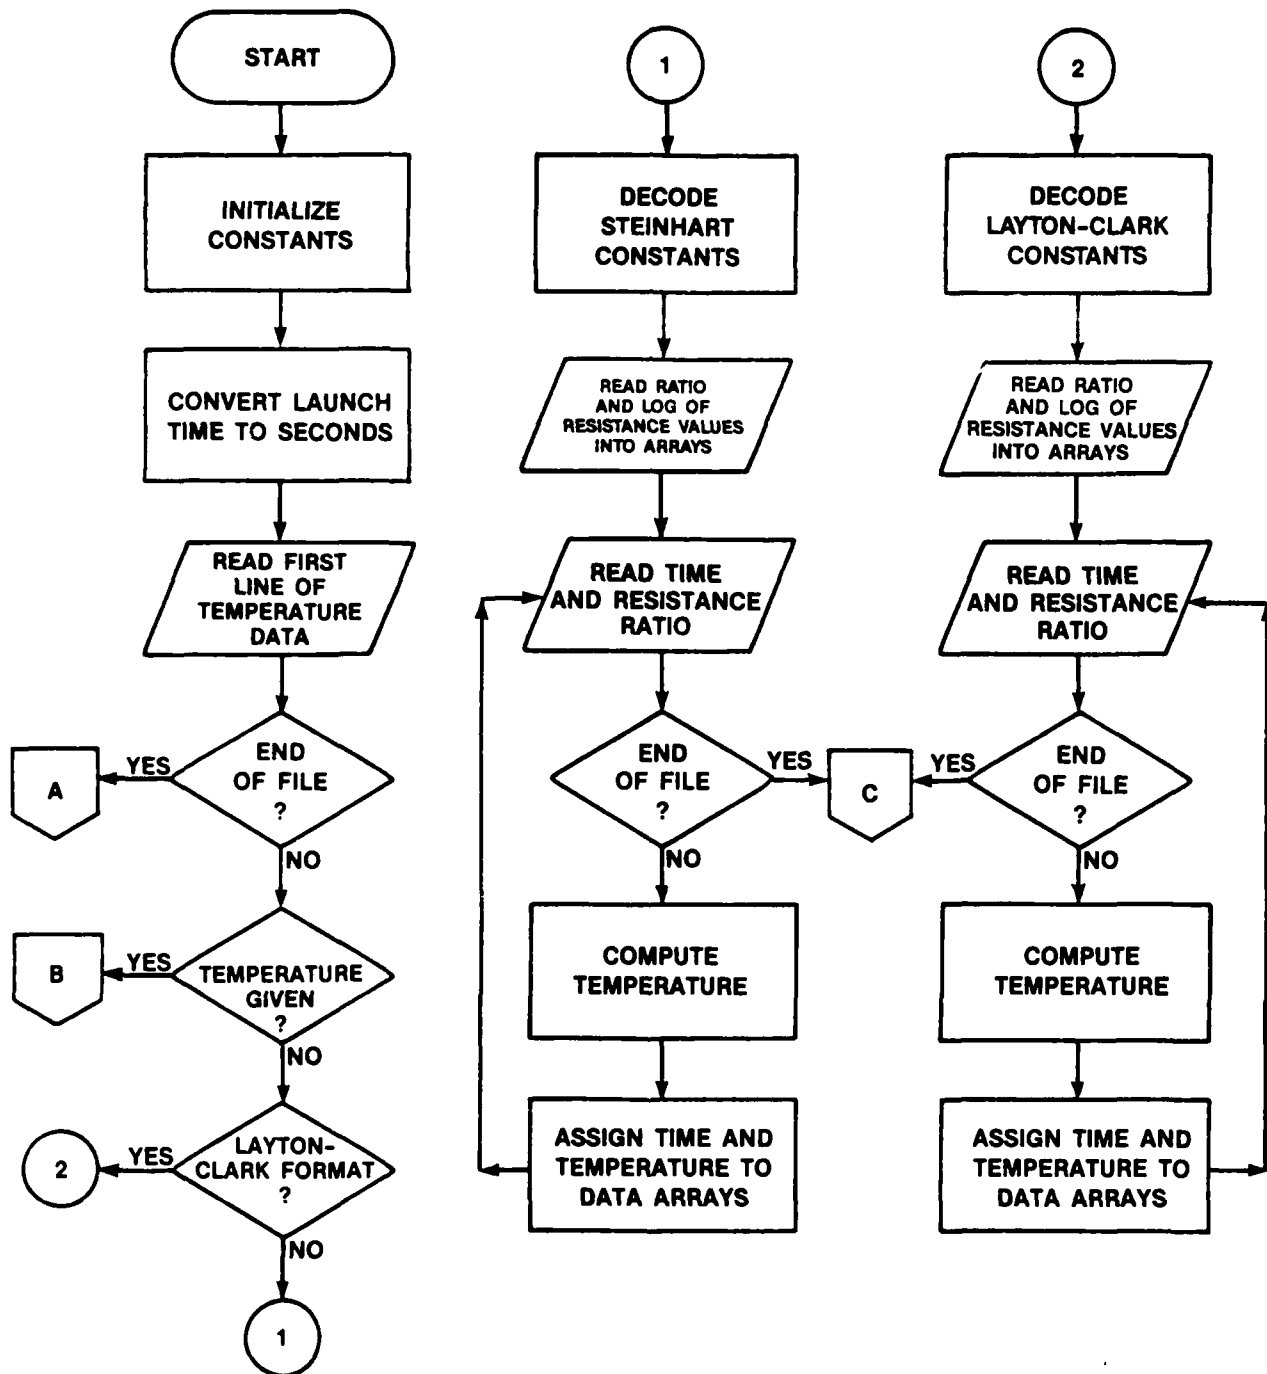 START
INITIALIZE
CONSTANTS
CONVERT LAUNCH
TIME TO SECONDS
READ FIRST
LINE OF
TEMPERATURE
DATA
END
OF FILE
?
YES
A
NO
TEMPERATURE
GIVEN
?
YES
B
NO
LAYTON-
CLARK FORMAT
?
YES
2
NO
1
1
DECODE
STEINHART
CONSTANTS
READ RATIO
AND LOG OF
RESISTANCE VALUES
INTO ARRAYS
READ TIME
AND RESISTANCE
RATIO
END
OF FILE
?
YES
C
NO
COMPUTE
TEMPERATURE
ASSIGN TIME AND
TEMPERATURE TO
DATA ARRAYS
2
DECODE
LAYTON-CLARK
CONSTANTS
READ RATIO
AND LOG OF
RESISTANCE VALUES
INTO ARRAYS
READ TIME
AND RESISTANCE
RATIO
END
OF FILE
?
YES
NO
COMPUTE
TEMPERATURE
ASSIGN TIME AND
TEMPERATURE TO
DATA ARRAYS